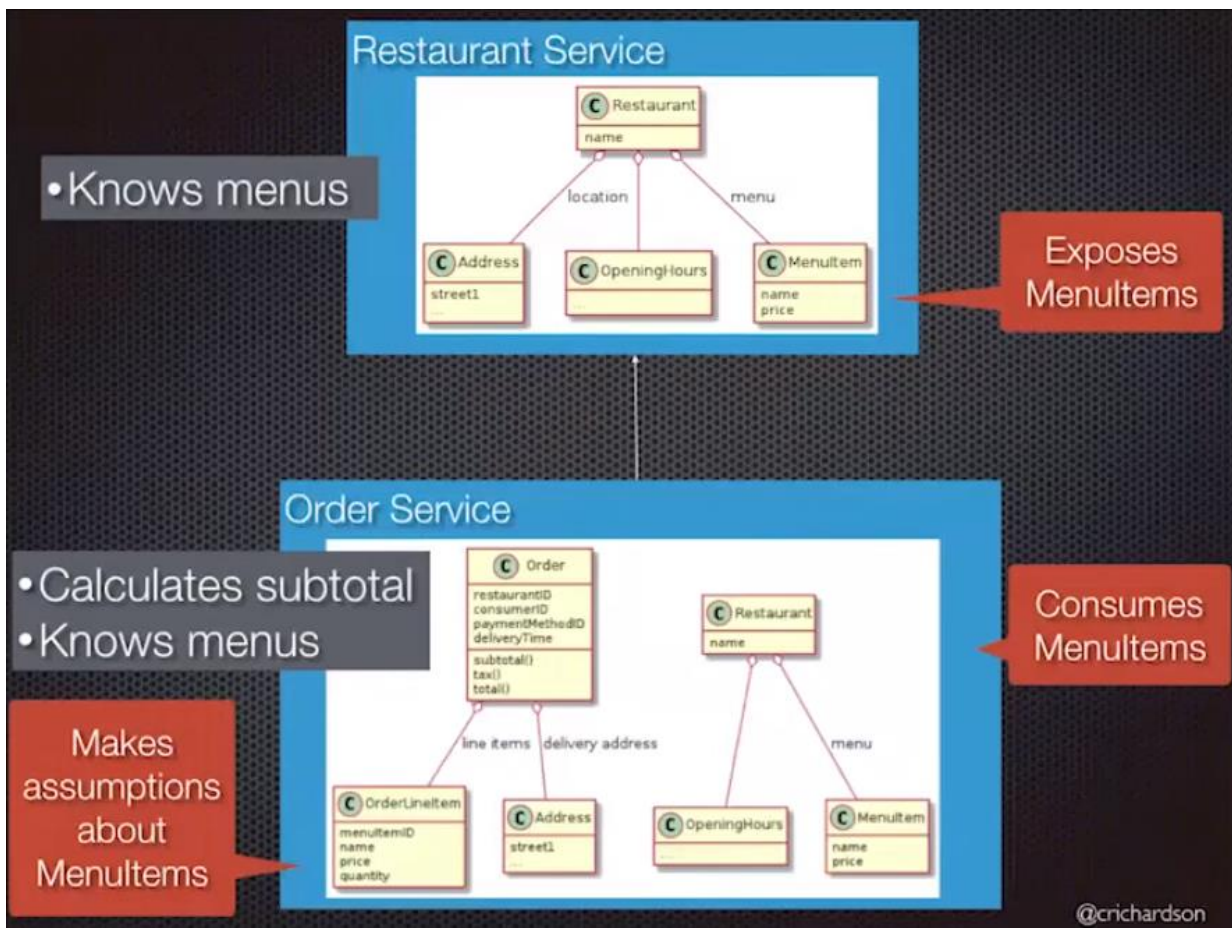 Restaurant Service
C Restaurant
name
• Knows menus
location
menu
C Address
street1
...
C OpeningHours
...
C MenuItem
name
price
Exposes
MenuItems
Order Service
• Calculates subtotal
• Knows menus
C Order
restaurantID
consumerID
paymentMethodID
deliveryTime
subtotal()
tax()
total()
C Restaurant
name
Consumes
MenuItems
Makes
assumptions
about
MenuItems
line items
delivery address
menu
C OrderLineItem
menuItemID
name
price
quantity
C Address
street1
...
C OpeningHours
...
C MenuItem
name
price
@crichardson